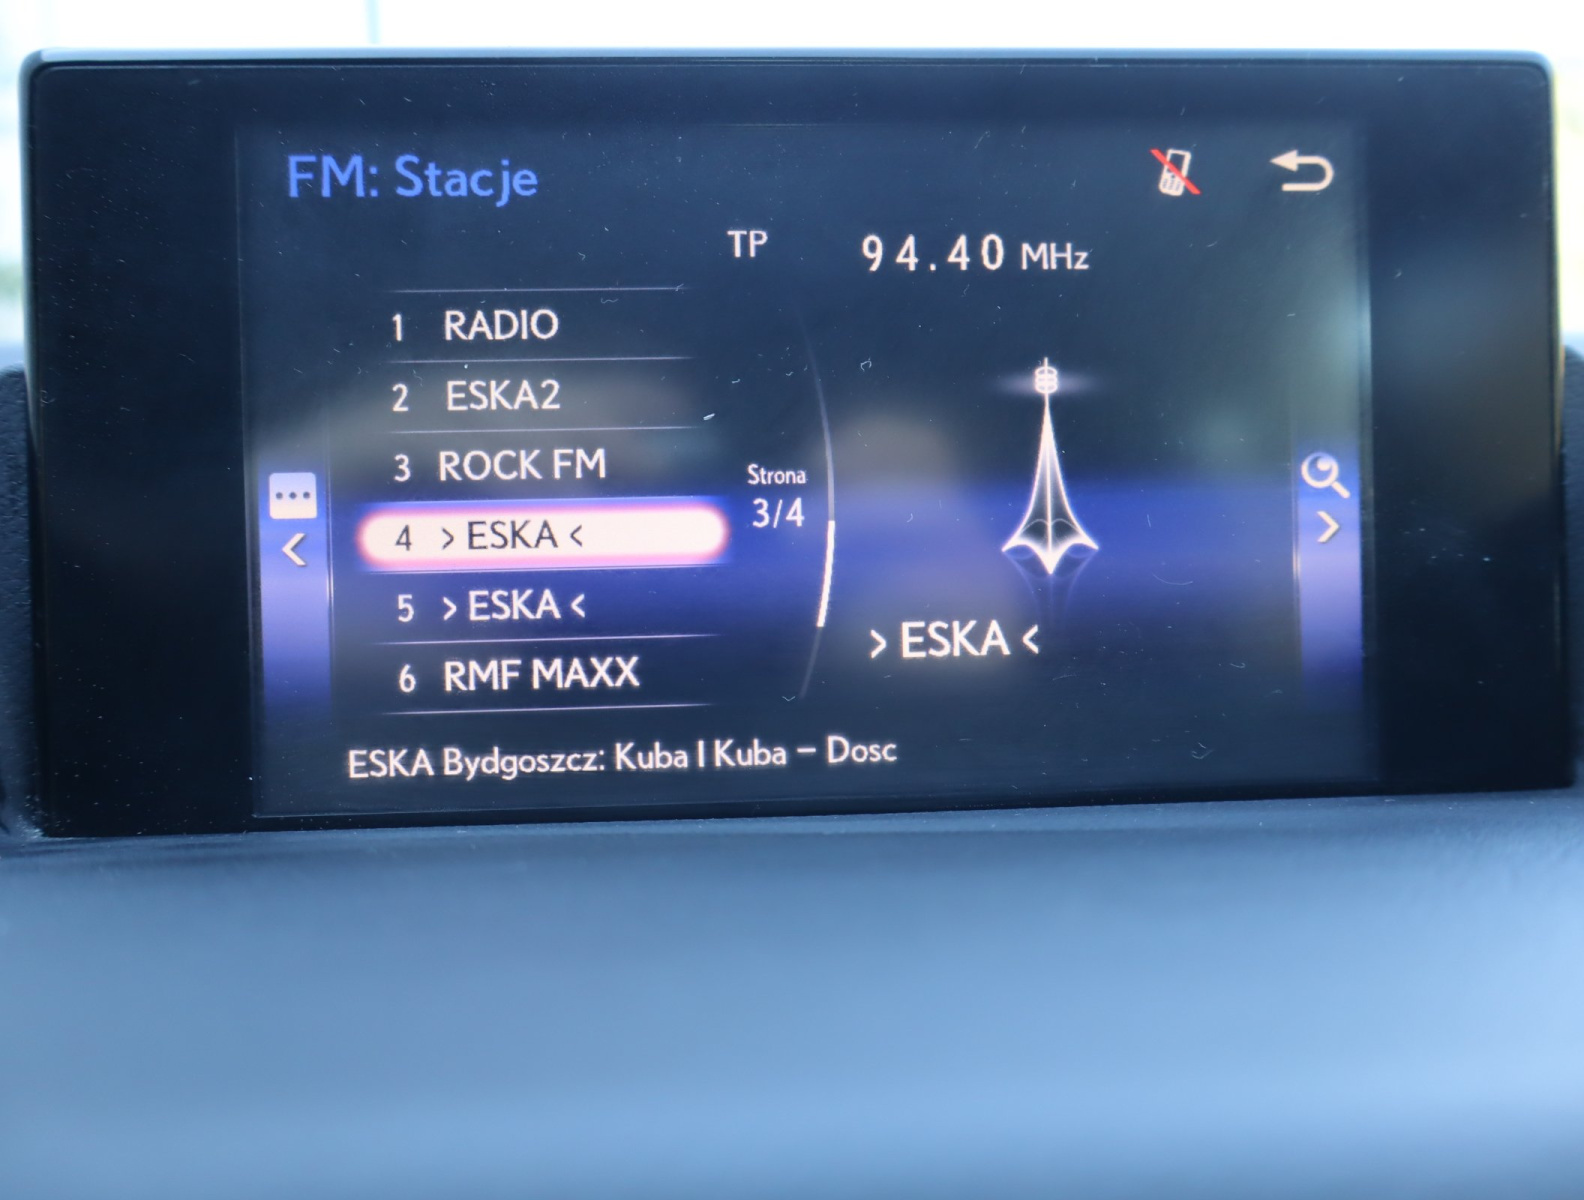 FM: Stacje
TP 94.40 MHz
1 RADIO
2 ESKA2
3 ROCK FM
4 > ESKA <
5 > ESKA <
6 RMF MAXX
Strona
3/4
> ESKA <
ESKA Bydgoszcz: Kuba I Kuba – Dosc